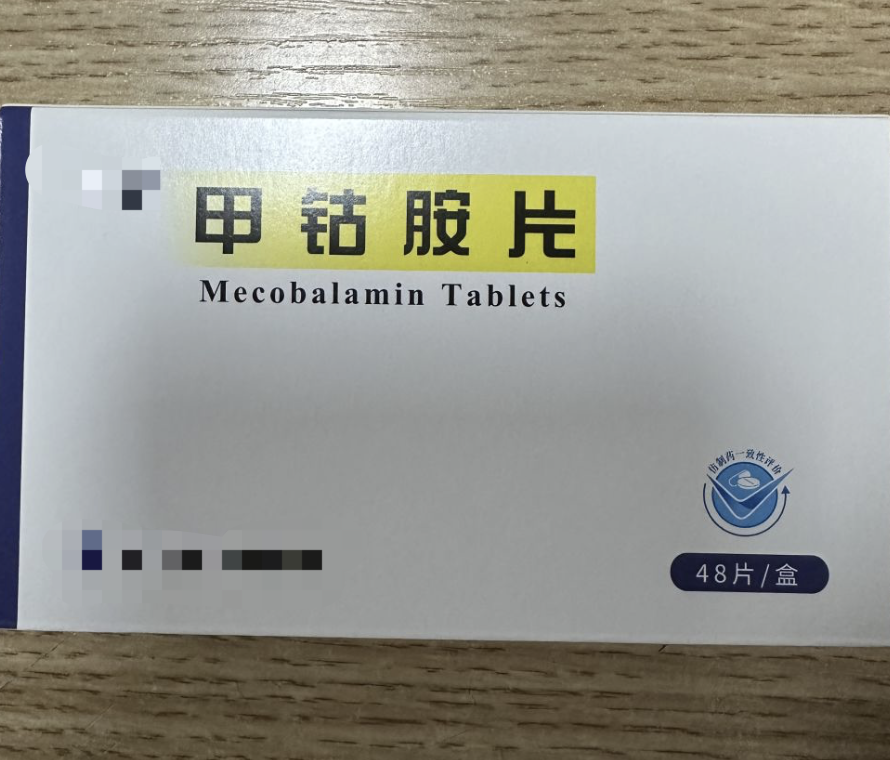 甲钴胺片
Mecobalamin Tablets
仿制药一致性评价
48片/盒